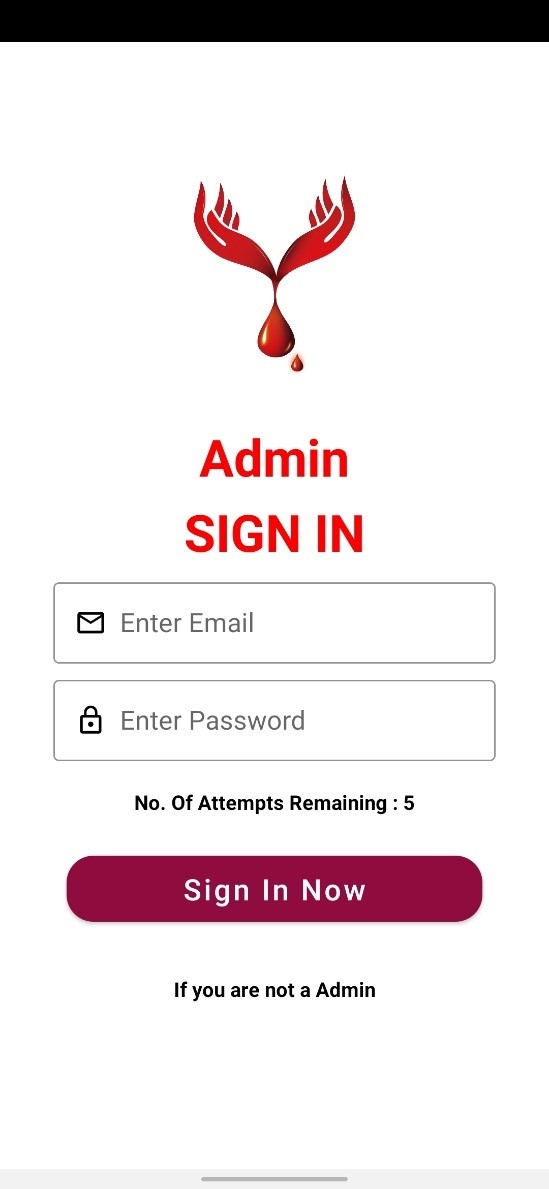 Admin
SIGN IN
Enter Email
Enter Password
No. Of Attempts Remaining : 5
Sign In Now
If you are not a Admin